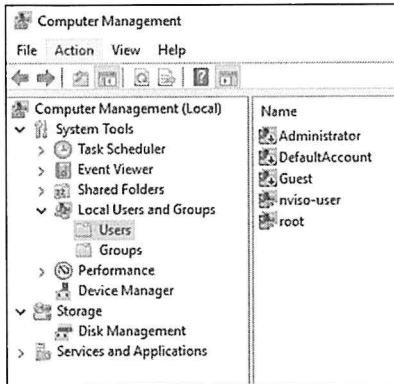 Computer Management
File Action View Help
Computer Management (Local)
System Tools
Task Scheduler
Event Viewer
Shared Folders
Local Users and Groups
Users
Groups
Performance
Device Manager
Storage
Disk Management
Services and Applications
Name
Administrator
DefaultAccount
Guest
nviso-user
root